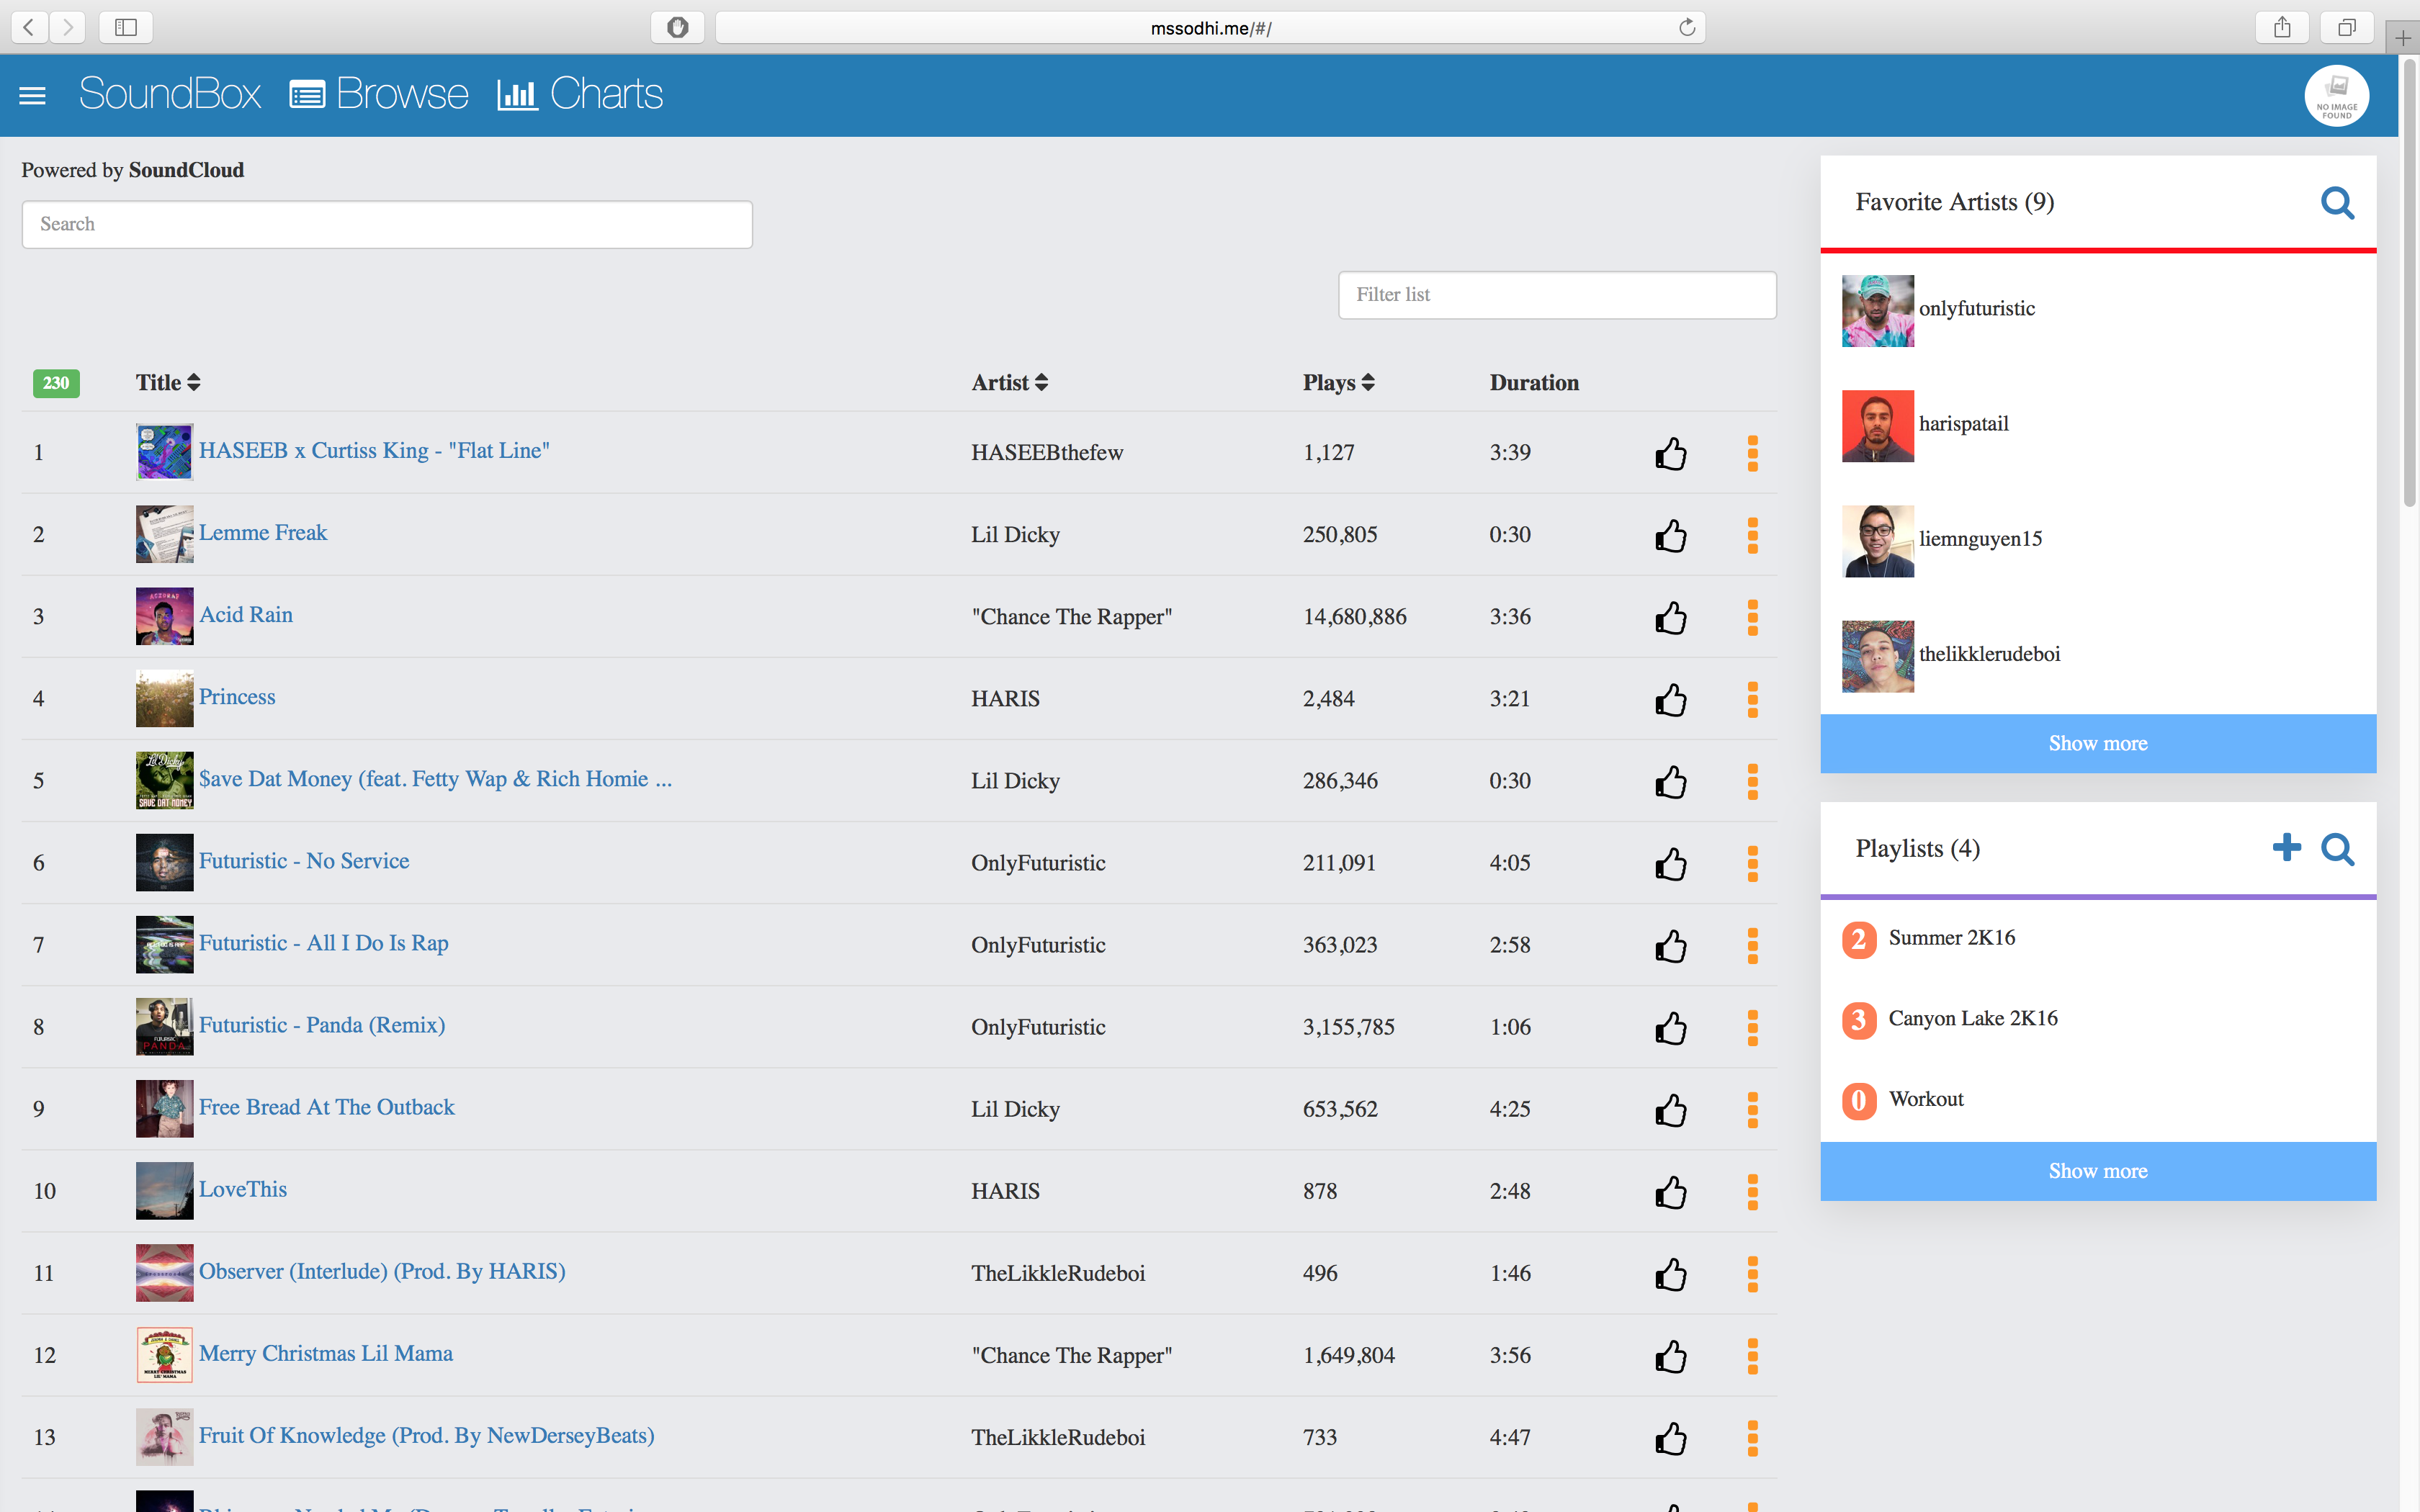 mssodhi.me/#/
SoundBox Browse Charts
NO IMAGE
FOUND
Powered by SoundCloud
Search
Filter list
230 Title Artist Plays Duration
1 HASEEB x Curtiss King - "Flat Line" HASEEBthefew 1,127 3:39
2 Lemme Freak Lil Dicky 250,805 0:30
3 Acid Rain "Chance The Rapper" 14,680,886 3:36
4 Princess HARIS 2,484 3:21
5 $ave Dat Money (feat. Fetty Wap & Rich Homie ... Lil Dicky 286,346 0:30
6 Futuristic - No Service OnlyFuturistic 211,091 4:05
7 Futuristic - All I Do Is Rap OnlyFuturistic 363,023 2:58
8 Futuristic - Panda (Remix) OnlyFuturistic 3,155,785 1:06
9 Free Bread At The Outback Lil Dicky 653,562 4:25
10 LoveThis HARIS 878 2:48
11 Observer (Interlude) (Prod. By HARIS) TheLikkleRudeboi 496 1:46
12 Merry Christmas Lil Mama "Chance The Rapper" 1,649,804 3:56
13 Fruit Of Knowledge (Prod. By NewDerseyBeats) TheLikkleRudeboi 733 4:47
Favorite Artists (9)
onlyfuturistic
harispatail
liemnguyen15
thelikklerudeboi
Show more
Playlists (4)
2 Summer 2K16
3 Canyon Lake 2K16
0 Workout
Show more